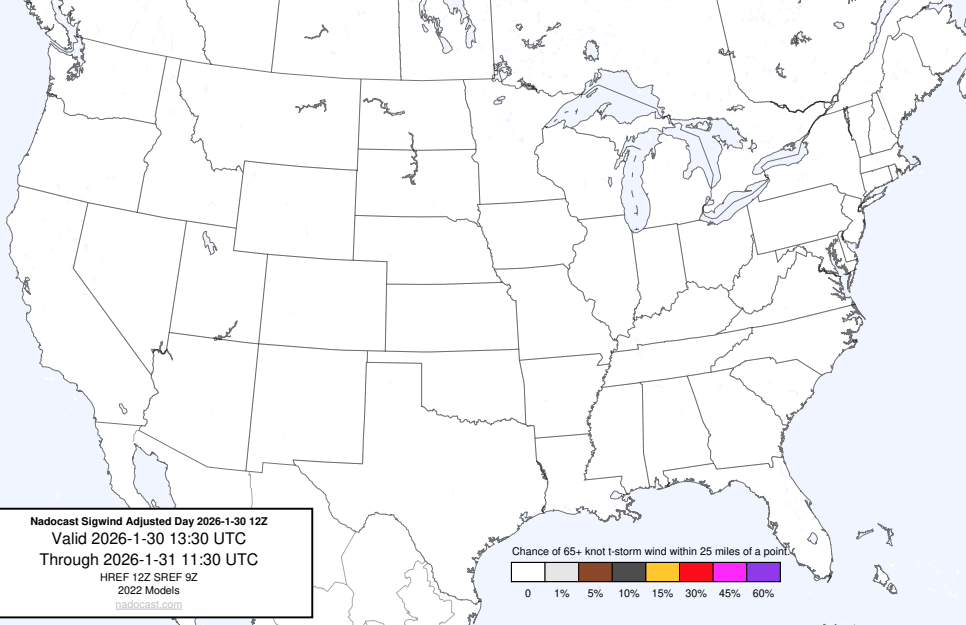 Nadocast Sigwind Adjusted Day 2026-1-30 12Z
Valid 2026-1-30 13:30 UTC
Through 2026-1-31 11:30 UTC
HREF 12Z SREF 9Z
2022 Models
nadocast.com
Chance of 65+ knot t-storm wind within 25 miles of a point.
0 1% 5% 10% 15% 30% 45% 60%